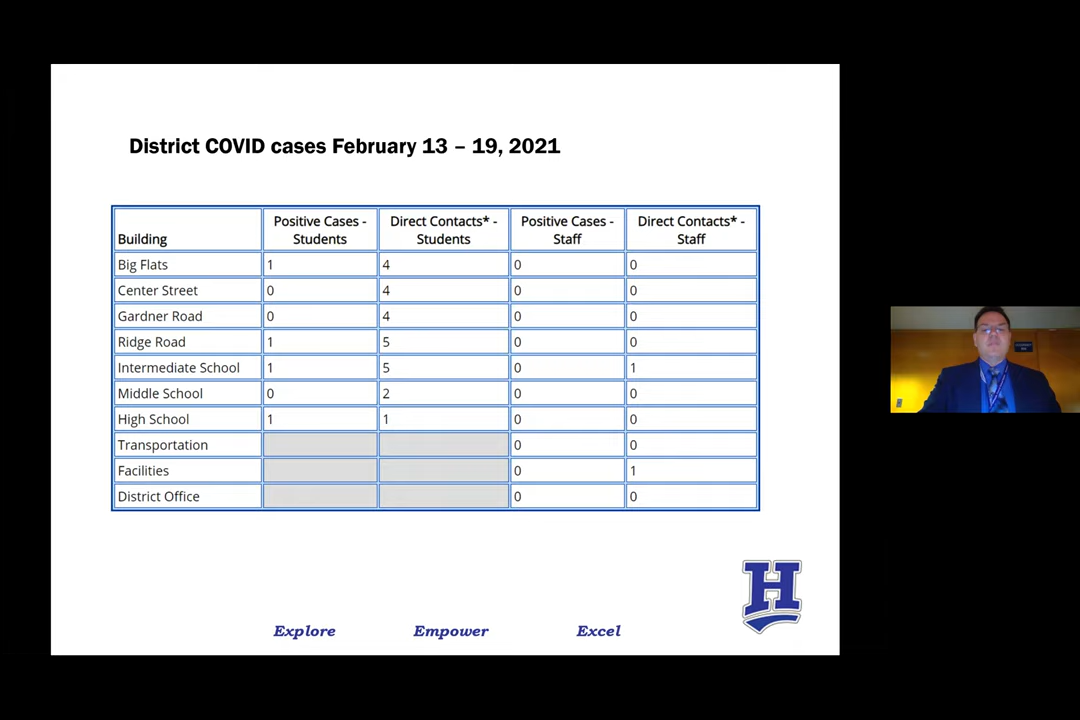 District COVID cases February 13 – 19, 2021
Building
Positive Cases -
Students
Direct Contacts* -
Students
Positive Cases -
Staff
Direct Contacts* -
Staff
Big Flats 1 4 0 0
Center Street 0 4 0 0
Gardner Road 0 4 0 0
Ridge Road 1 5 0 0
Intermediate School 1 5 0 1
Middle School 0 2 0 0
High School 1 1 0 0
Transportation 0 0
Facilities 0 1
District Office 0 0
H
Explore Empower Excel